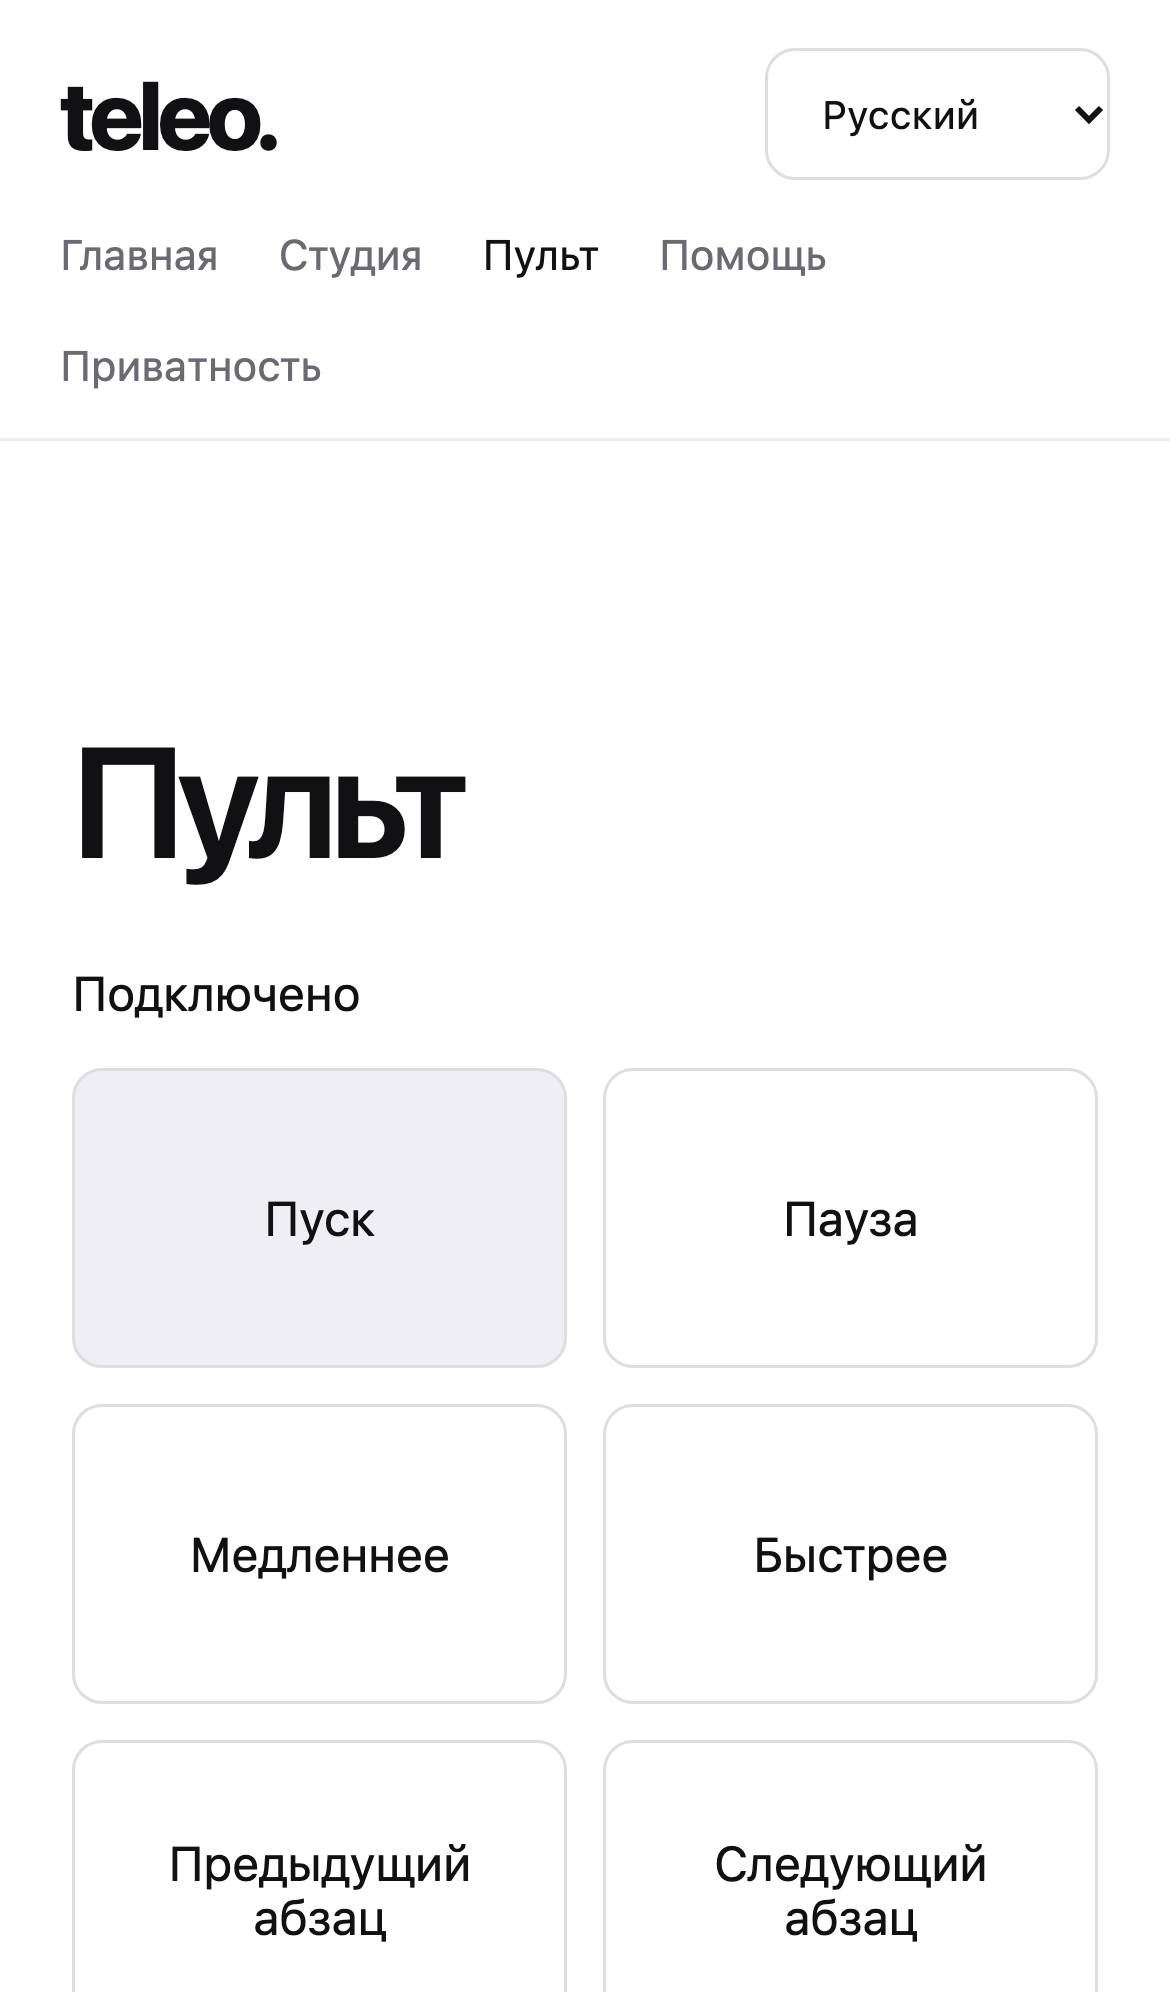 teleo.
Русский
Главная Студия Пульт Помощь
Приватность
Пульт
Подключено
Пуск
Пауза
Медленнее
Быстрее
Предыдущий
абзац
Следующий
абзац